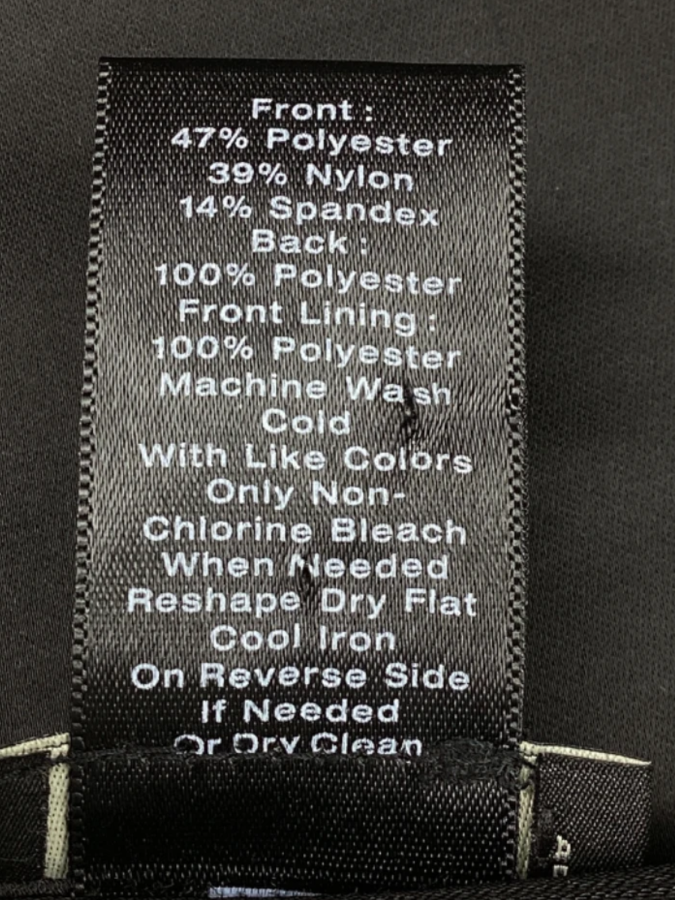 Front :
47% Polyester
39% Nylon
14% Spandex
Back :
100% Polyester
Front Lining :
100% Polyester
Machine Wash
Cold
With Like Colors
Only Non-
Chlorine Bleach
When Needed
Reshape Dry Flat
Cool Iron
On Reverse Side
If Needed
Or Dry Clean